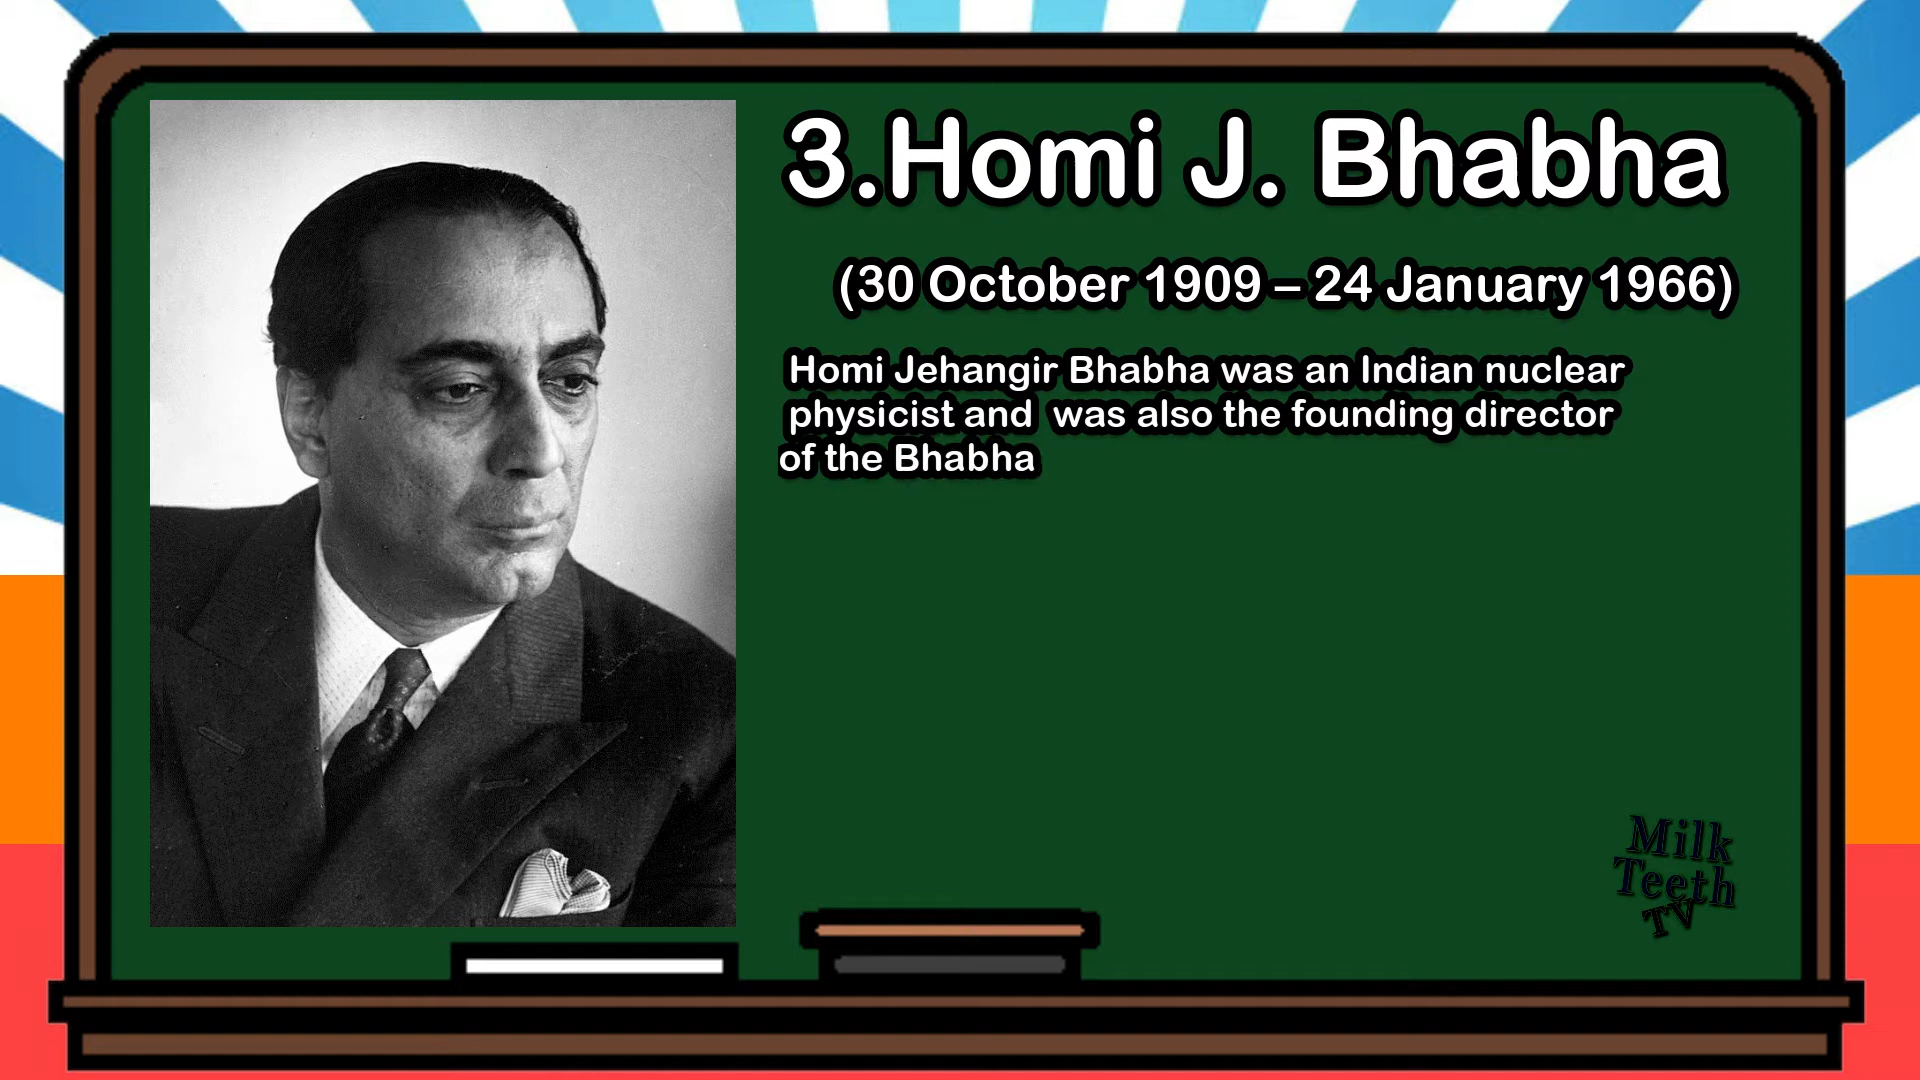 3.Homi J. Bhabha
(30 October 1909 – 24 January 1966)
Homi Jehangir Bhabha was an Indian nuclear
physicist and  was also the founding director
of the Bhabha
Milk
Teeth
TV